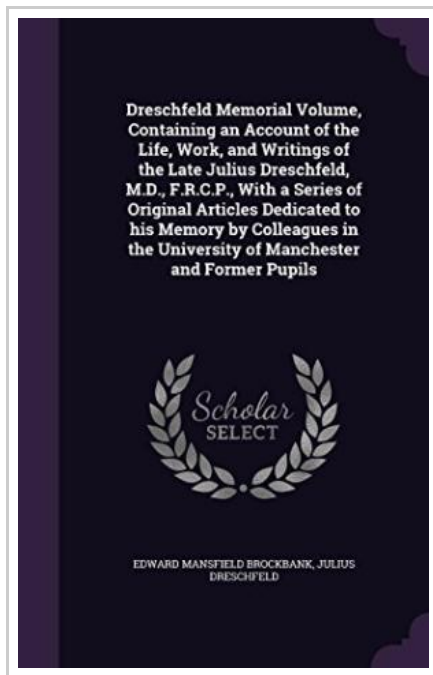 Dreschfeld Memorial Volume,
Containing an Account of the
Life, Work, and Writings of
the Late Julius Dreschfeld,
M.D., F.R.C.P., With a Series of
Original Articles Dedicated to
his Memory by Colleagues in
the University of Manchester
and Former Pupils
Scholar
SELECT
EDWARD MANSFIELD BROCKBANK, JULIUS
DRESCHFELD